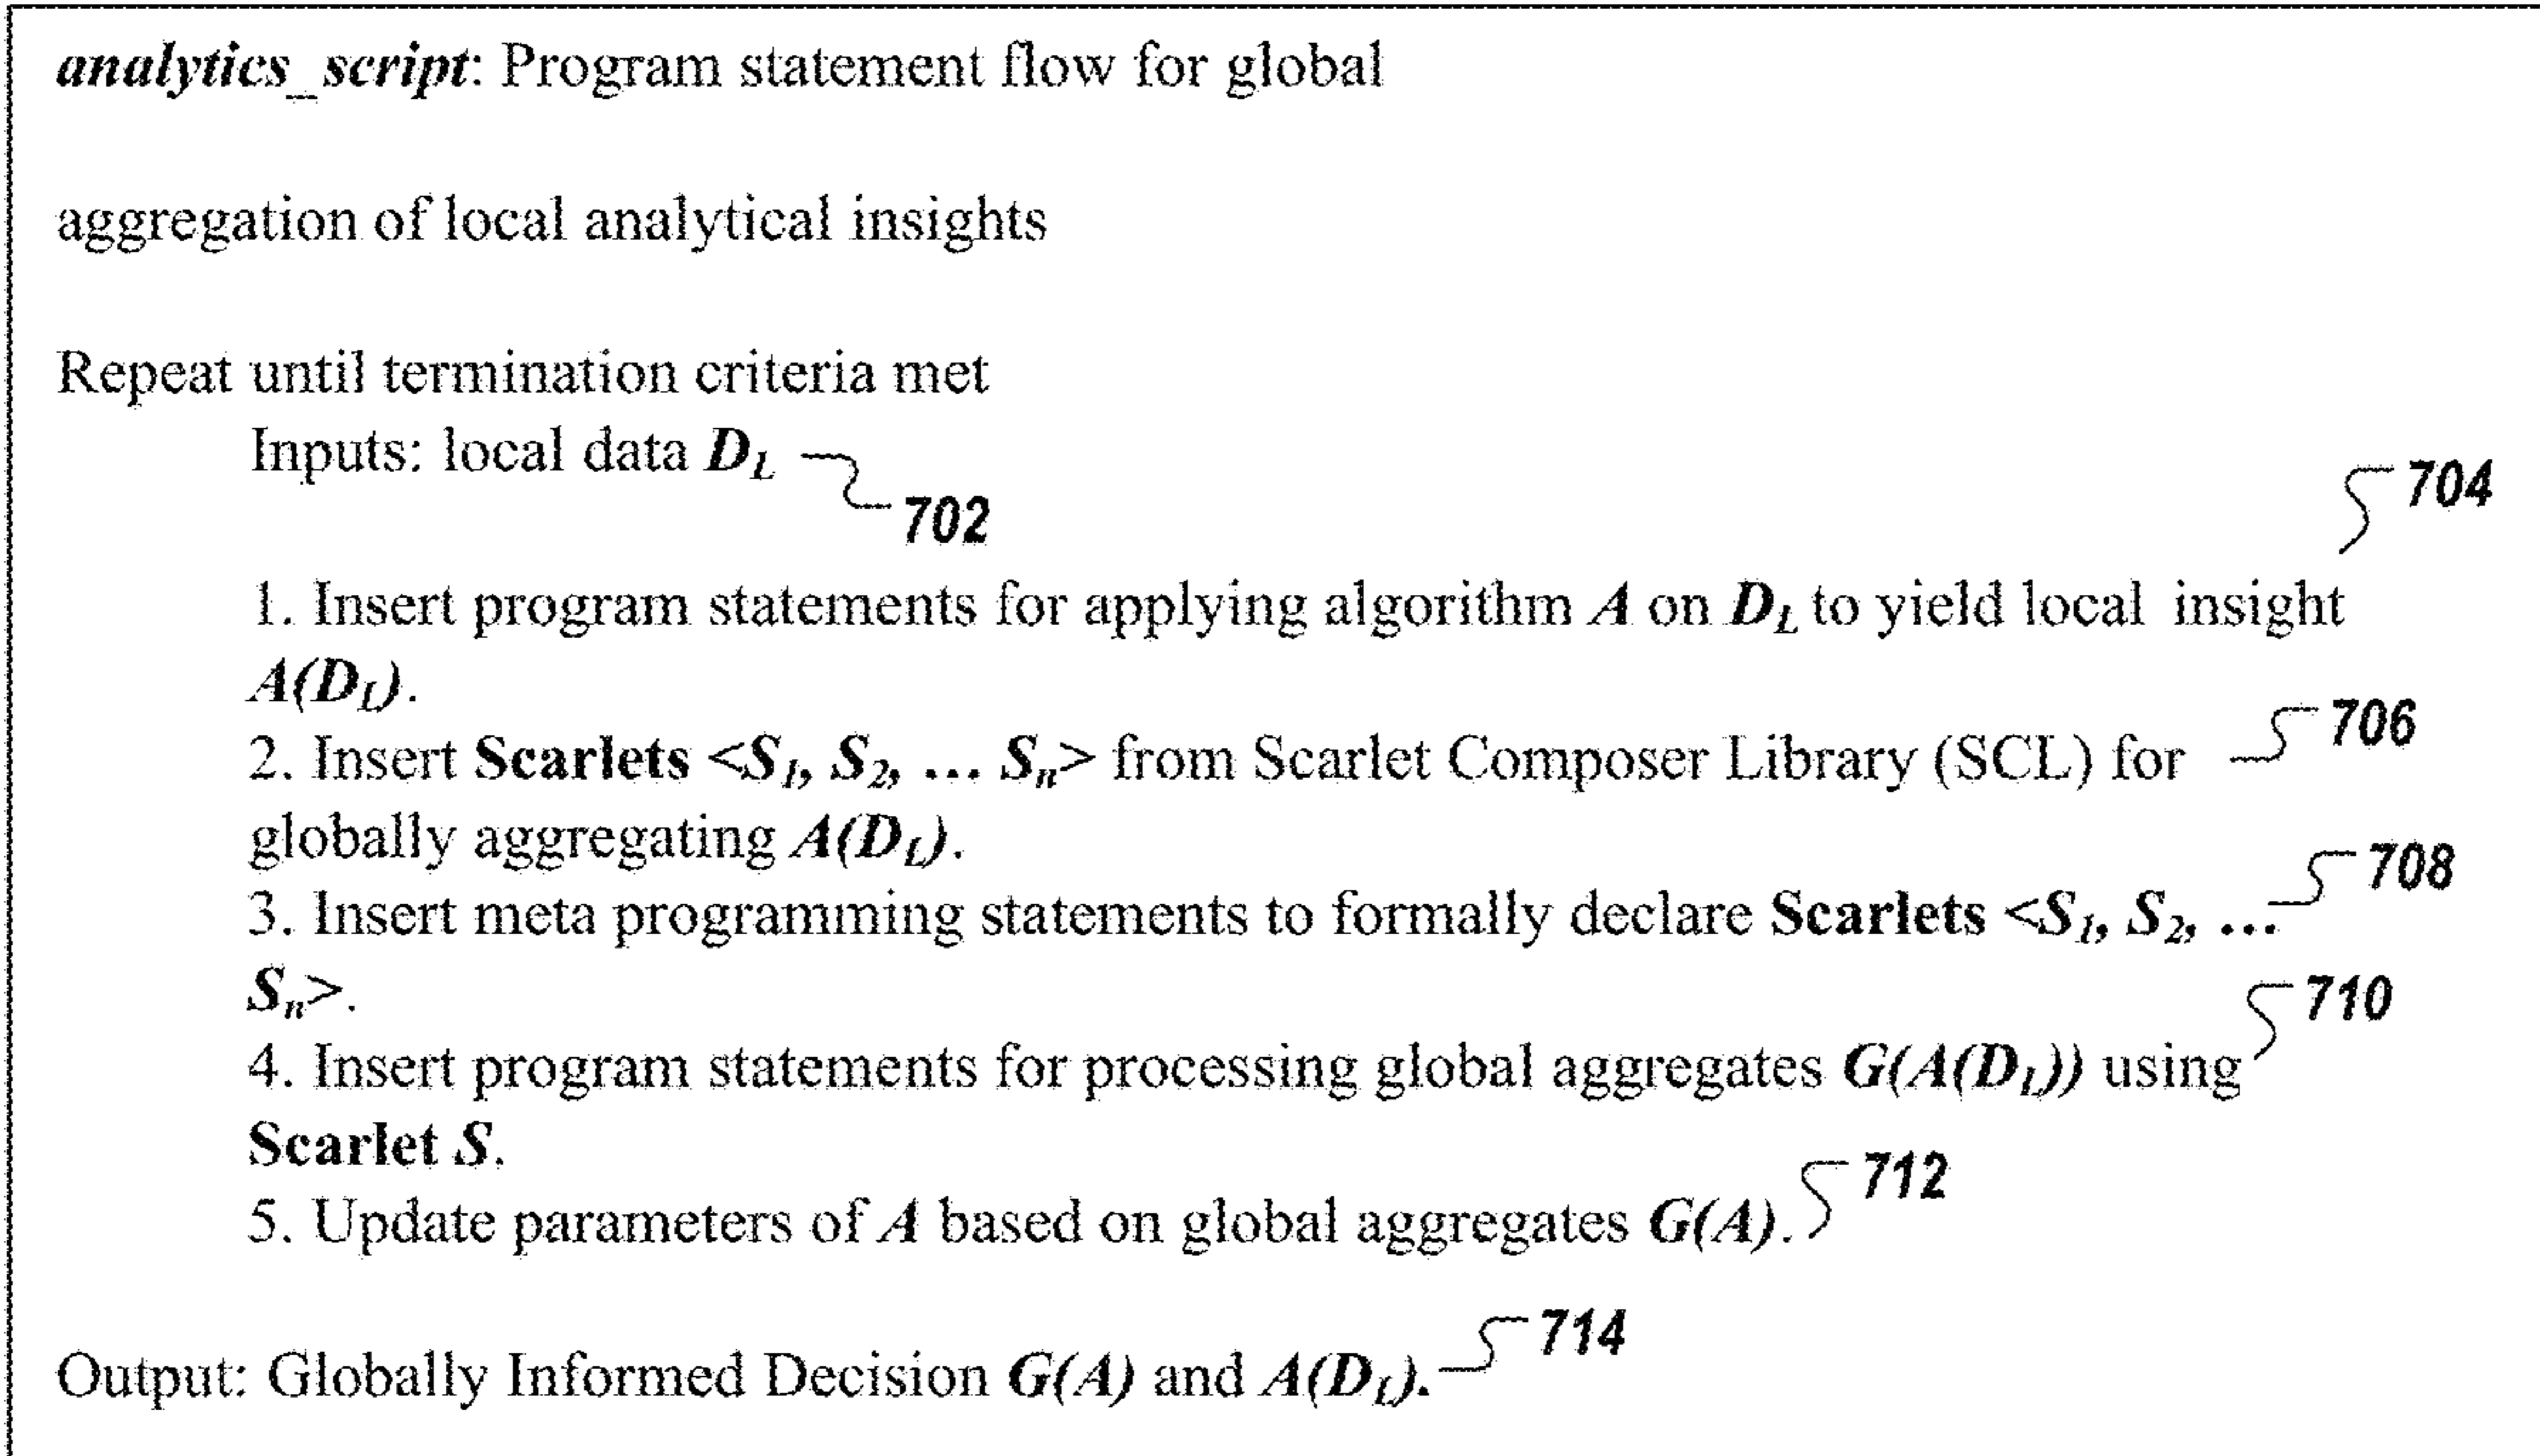 analytics_script: Program statement flow for global
aggregation of local analytical insights
Repeat until termination criteria met
Inputs: local data D_L
702
704
1. Insert program statements for applying algorithm A on D_L to yield local insight
A(D_L).
706
2. Insert Scarlets <S_1, S_2, ... S_n> from Scarlet Composer Library (SCL) for
globally aggregating A(D_L).
708
3. Insert meta programming statements to formally declare Scarlets <S_1, S_2, ...
S_n>.
710
4. Insert program statements for processing global aggregates G(A(D_L)) using
Scarlet S.
712
5. Update parameters of A based on global aggregates G(A).
714
Output: Globally Informed Decision G(A) and A(D_L).